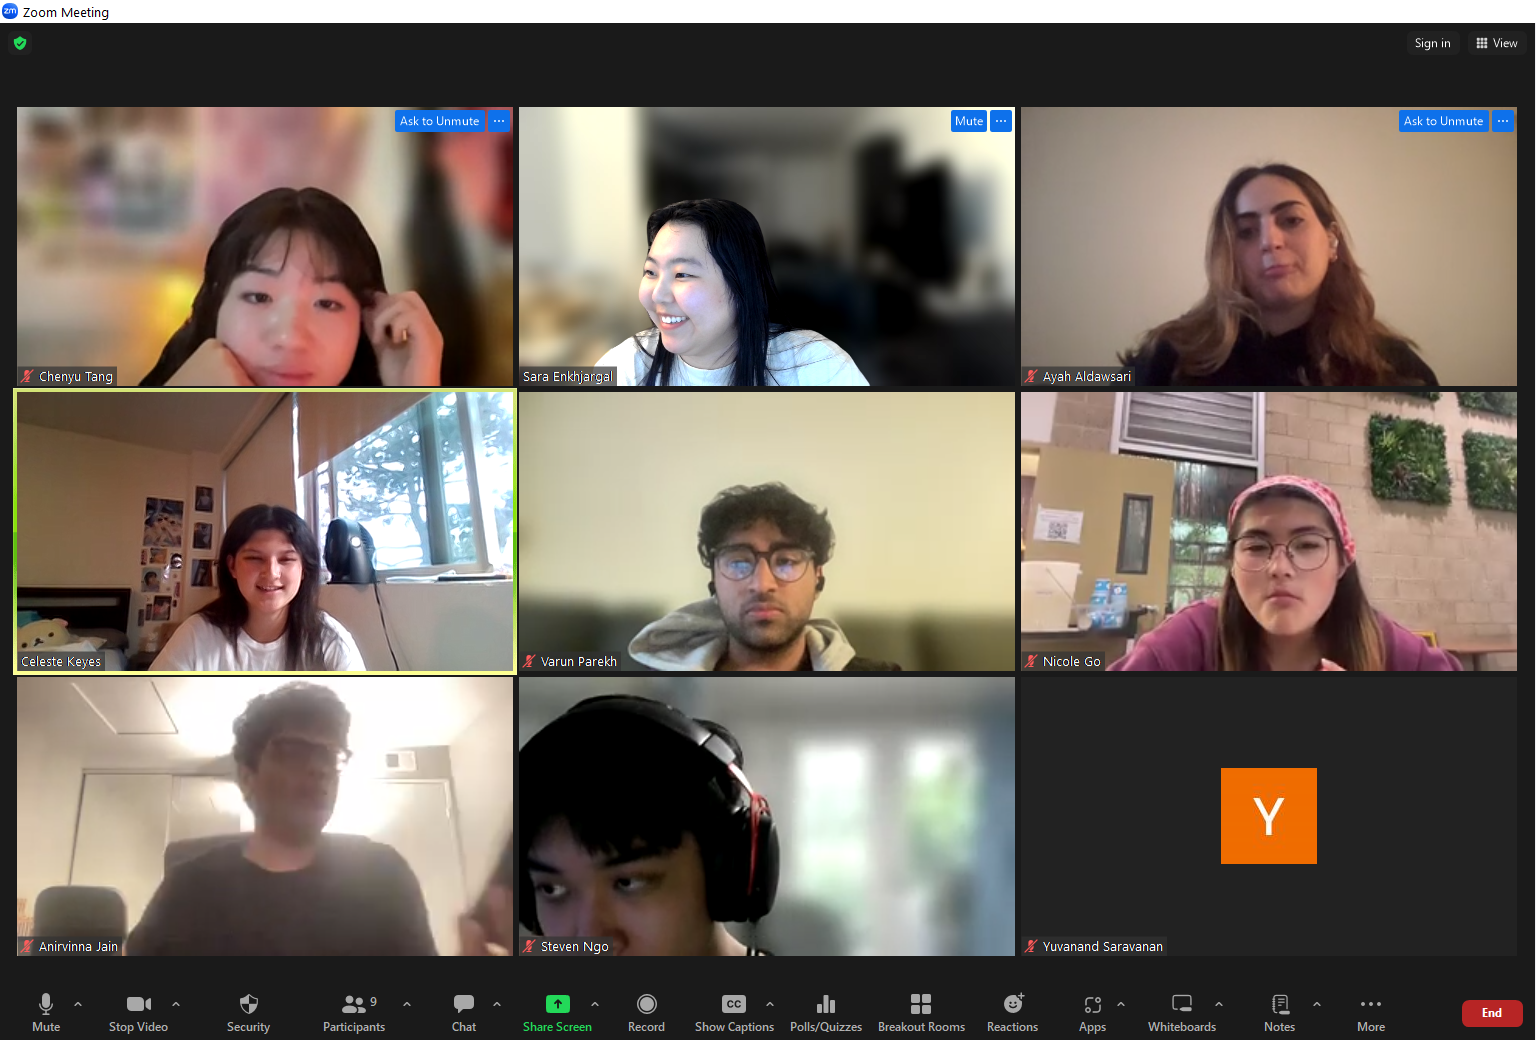 zm Zoom Meeting
Sign in View
Ask to Unmute ...
Mute ...
Ask to Unmute ...
Chenyu Tang
Sara Enkhjargal
Ayah Aldawsari
Celeste Keyes
Varun Parekh
Nicole Go
Y
Anirvinna Jain
Steven Ngo
Yuvanand Saravanan
9
CC
Mute
Stop Video
Security
Participants
Chat
Share Screen
Record
Show Captions
Polls/Quizzes
Breakout Rooms
Reactions
Apps
Whiteboards
Notes
More
End